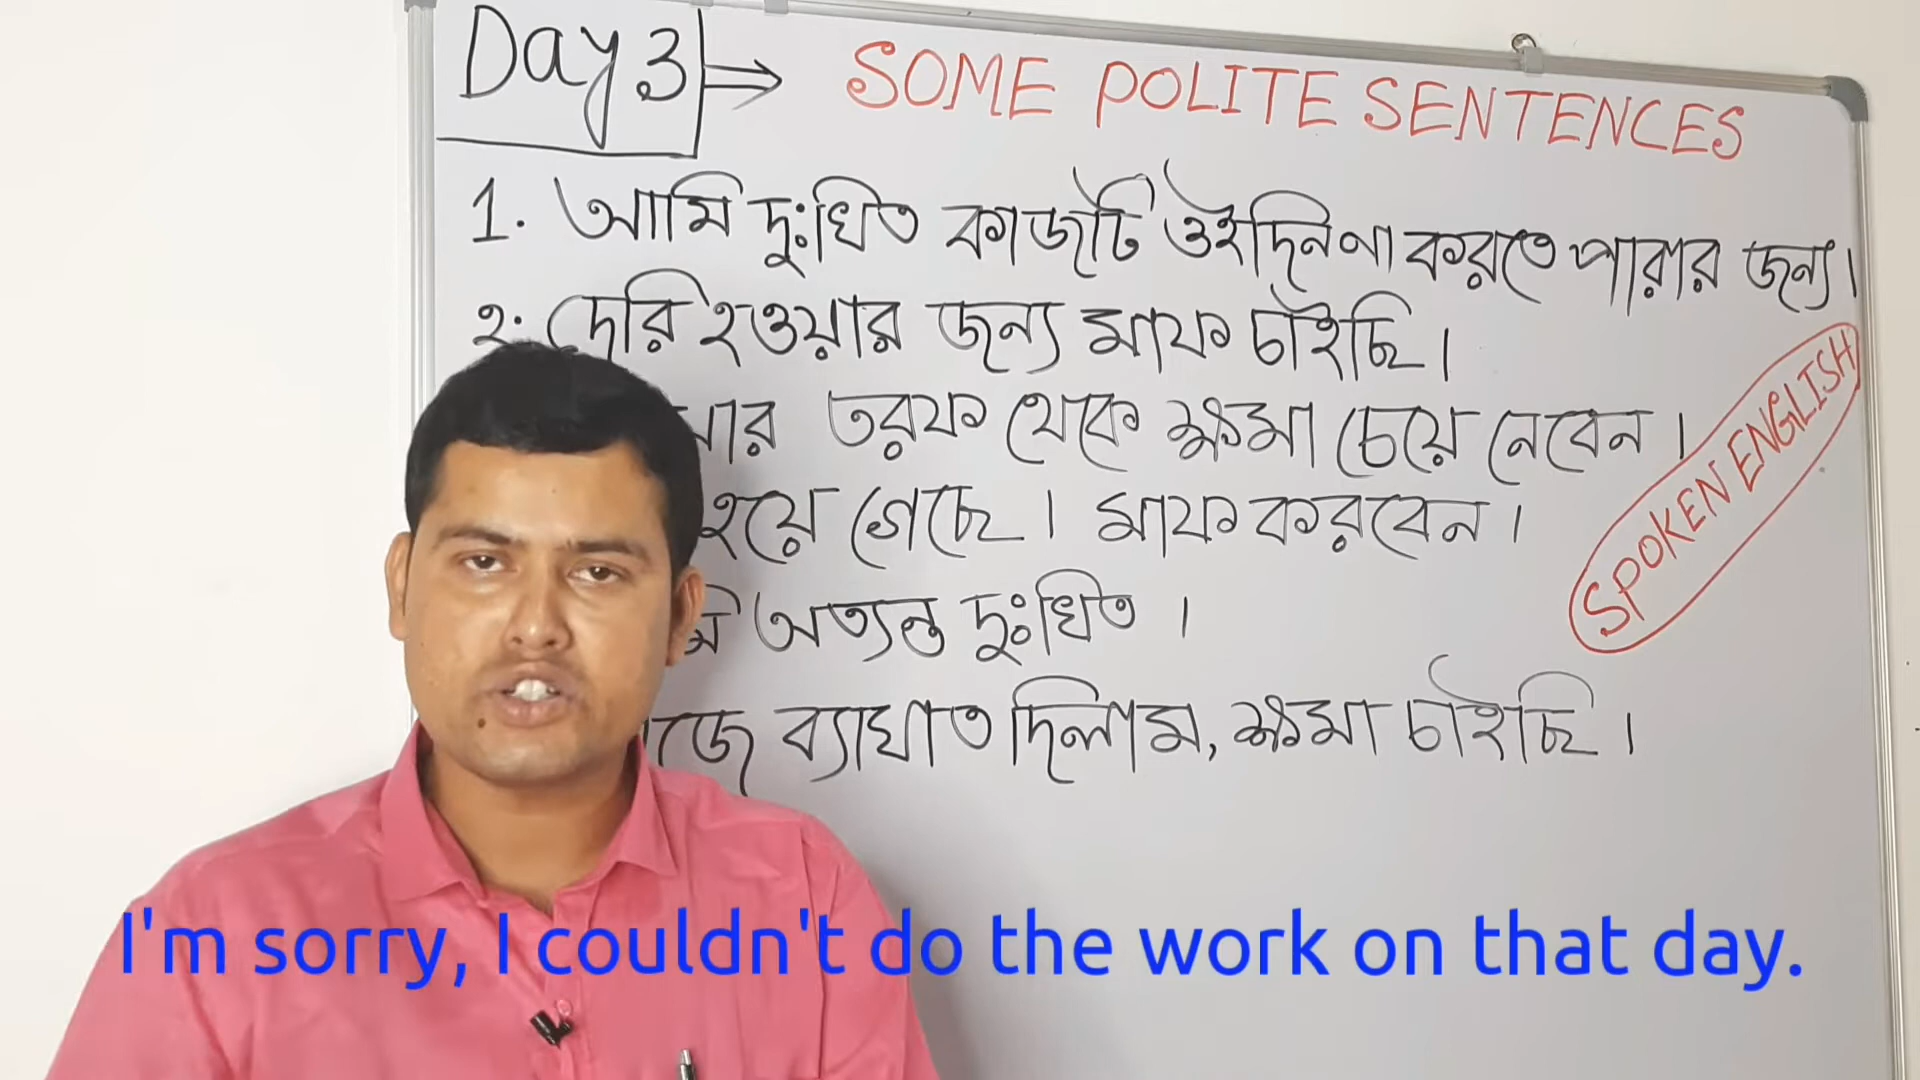 Day 3 ⇒ SOME POLITE SENTENCES
1. আমি দুঃখিত কাজটি ওইদিন না করতে পারার জন্য।
২. দেরি হওয়ার জন্য মাফ চাইছি।
তরফ থেকে ক্ষমা চেয়ে নেবেন।
হয়ে গেছে। মাফ করবেন।
অত্যন্ত দুঃখিত।
ব্যাঘাত দিলাম, ক্ষমা চাইছি।
SPOKEN ENGLISH
I'm sorry, I couldn't do the work on that day.